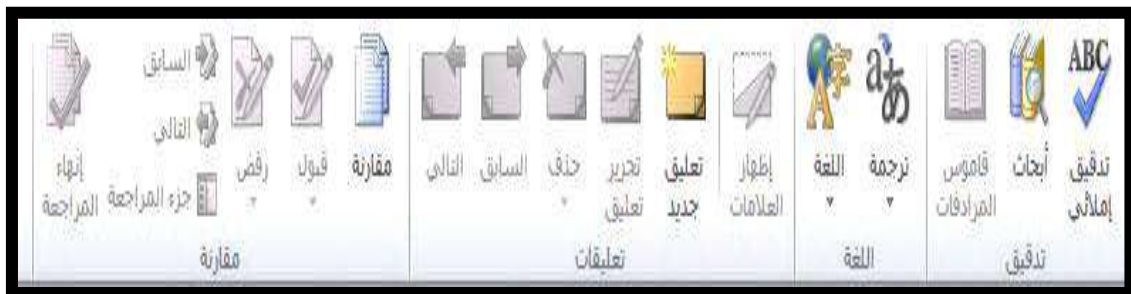 ABC
تدقيق إملائي
أبحاث
قاموس المرادفات
تدقيق
ترجمة
اللغة
اللغة
إظهار العلامات
تعليق جديد
تحرير تعليق
حذف
السابق
التالي
تعليقات
مقارنة
قبول
رفض
السابق
التالي
جزء المراجعة
إنهاء المراجعة
مقارنة